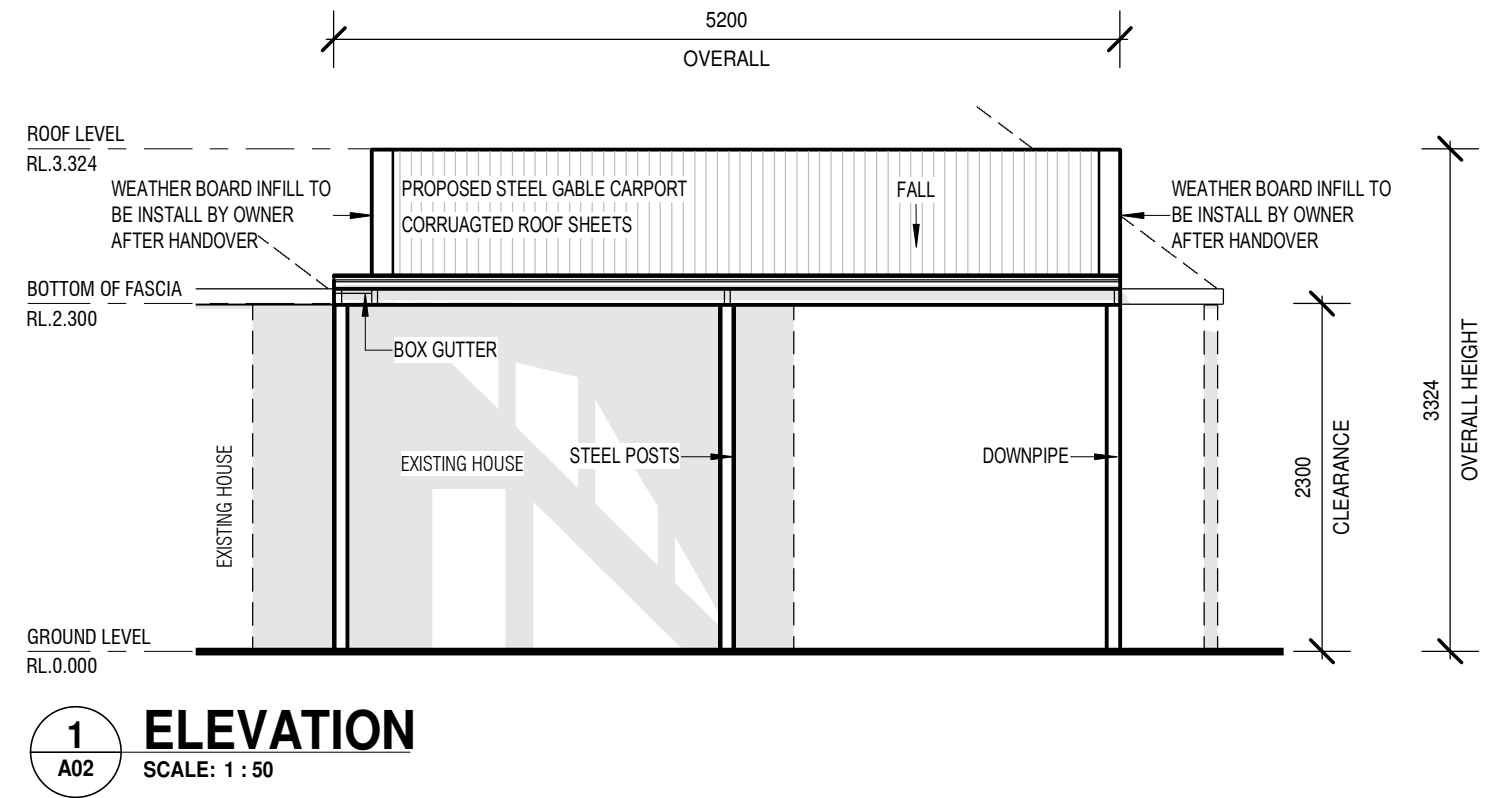 5200
OVERALL
ROOF LEVEL
RL.3.324
WEATHER BOARD INFILL TO
BE INSTALL BY OWNER
AFTER HANDOVER
PROPOSED STEEL GABLE CARPORT
CORRUAGTED ROOF SHEETS
FALL
WEATHER BOARD INFILL TO
BE INSTALL BY OWNER
AFTER HANDOVER
BOTTOM OF FASCIA
RL.2.300
BOX GUTTER
EXISTING HOUSE
EXISTING HOUSE
STEEL POSTS
DOWNPIPE
2300
CLEARANCE
3324
OVERALL HEIGHT
GROUND LEVEL
RL.0.000
1
A02
ELEVATION
SCALE: 1 : 50